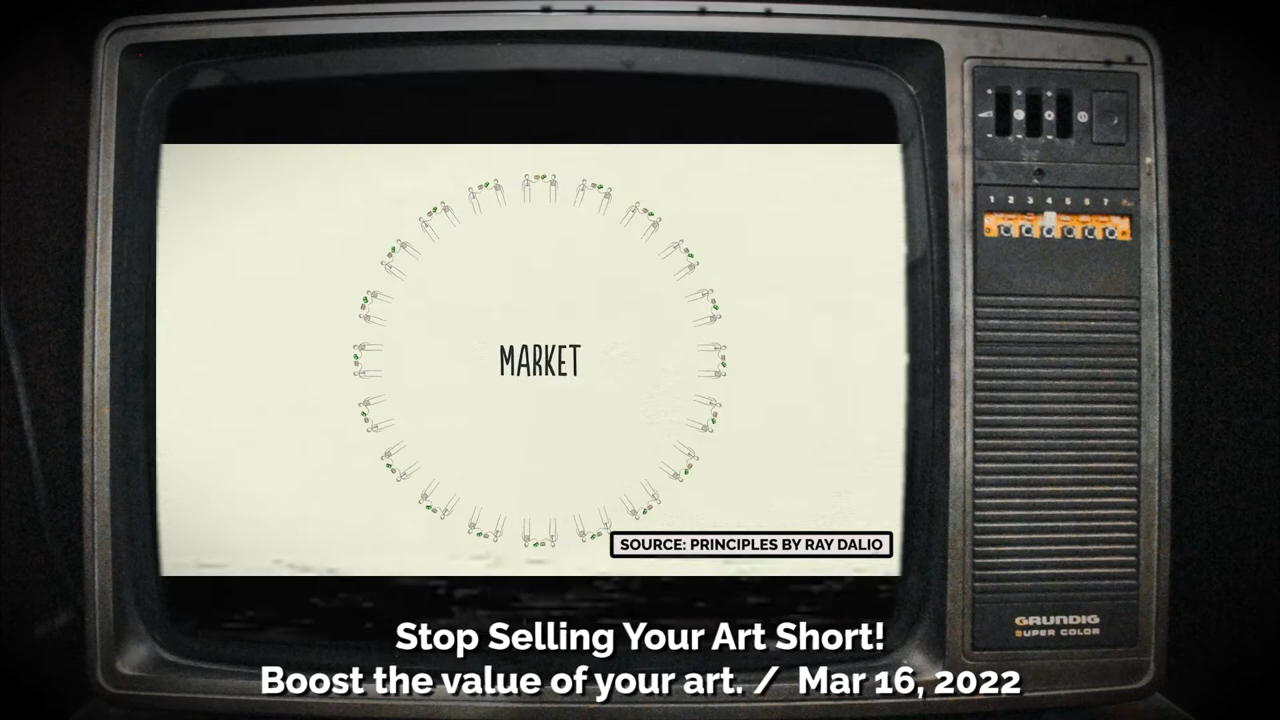 1 2 3 4 5 6 7
MARKET
SOURCE: PRINCIPLES BY RAY DALIO
GRUNDIG
SUPER COLOR
Stop Selling Your Art Short!
Boost the value of your art. / Mar 16, 2022